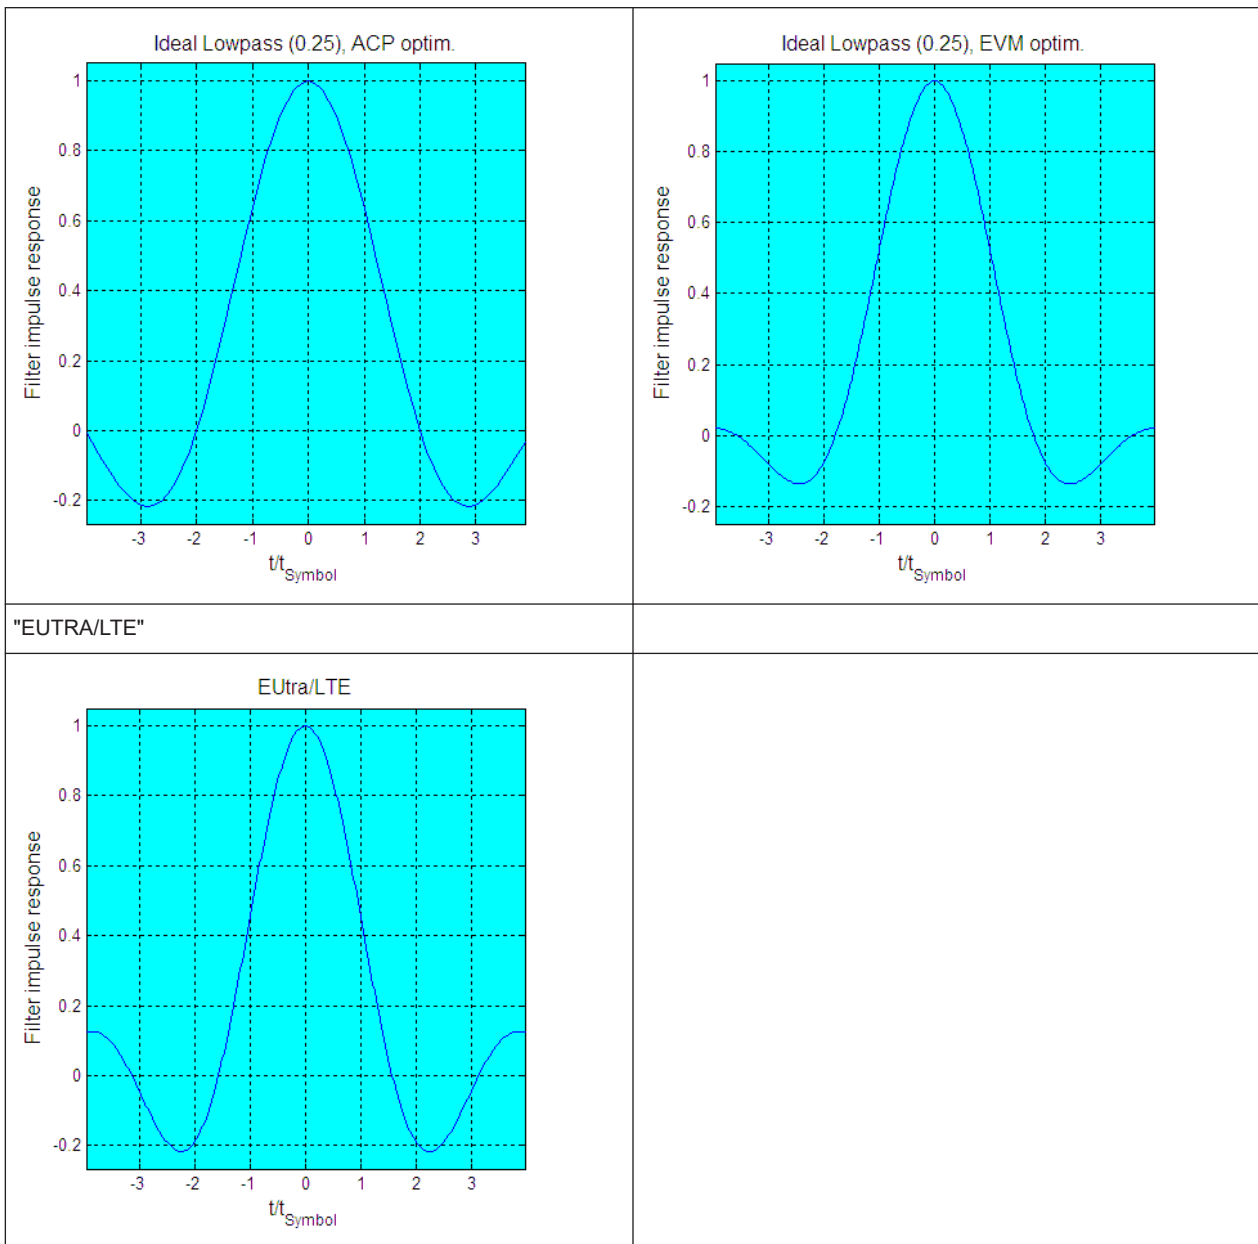 Ideal Lowpass (0.25), ACP optim.
1
0.8
0.6
0.4
0.2
0
-0.2
Filter impulse response
-3 -2 -1 0 1 2 3
t/tSymbol
Ideal Lowpass (0.25), EVM optim.
1
0.8
0.6
0.4
0.2
0
-0.2
Filter impulse response
-3 -2 -1 0 1 2 3
t/tSymbol
"EUTRA/LTE"
EUtra/LTE
1
0.8
0.6
0.4
0.2
0
-0.2
Filter impulse response
-3 -2 -1 0 1 2 3
t/tSymbol